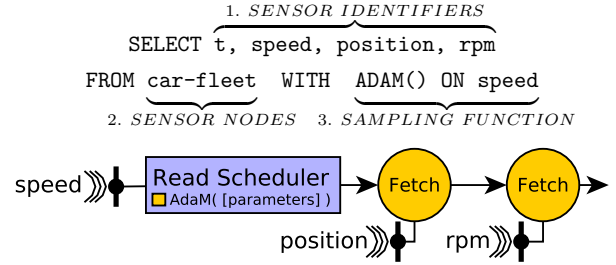 1. SENSOR IDENTIFIERS
SELECT t, speed, position, rpm
FROM car-fleet WITH ADAM() ON speed
2. SENSOR NODES 3. SAMPLING FUNCTION
speed Read Scheduler Fetch Fetch
AdaM( [parameters] )
position rpm